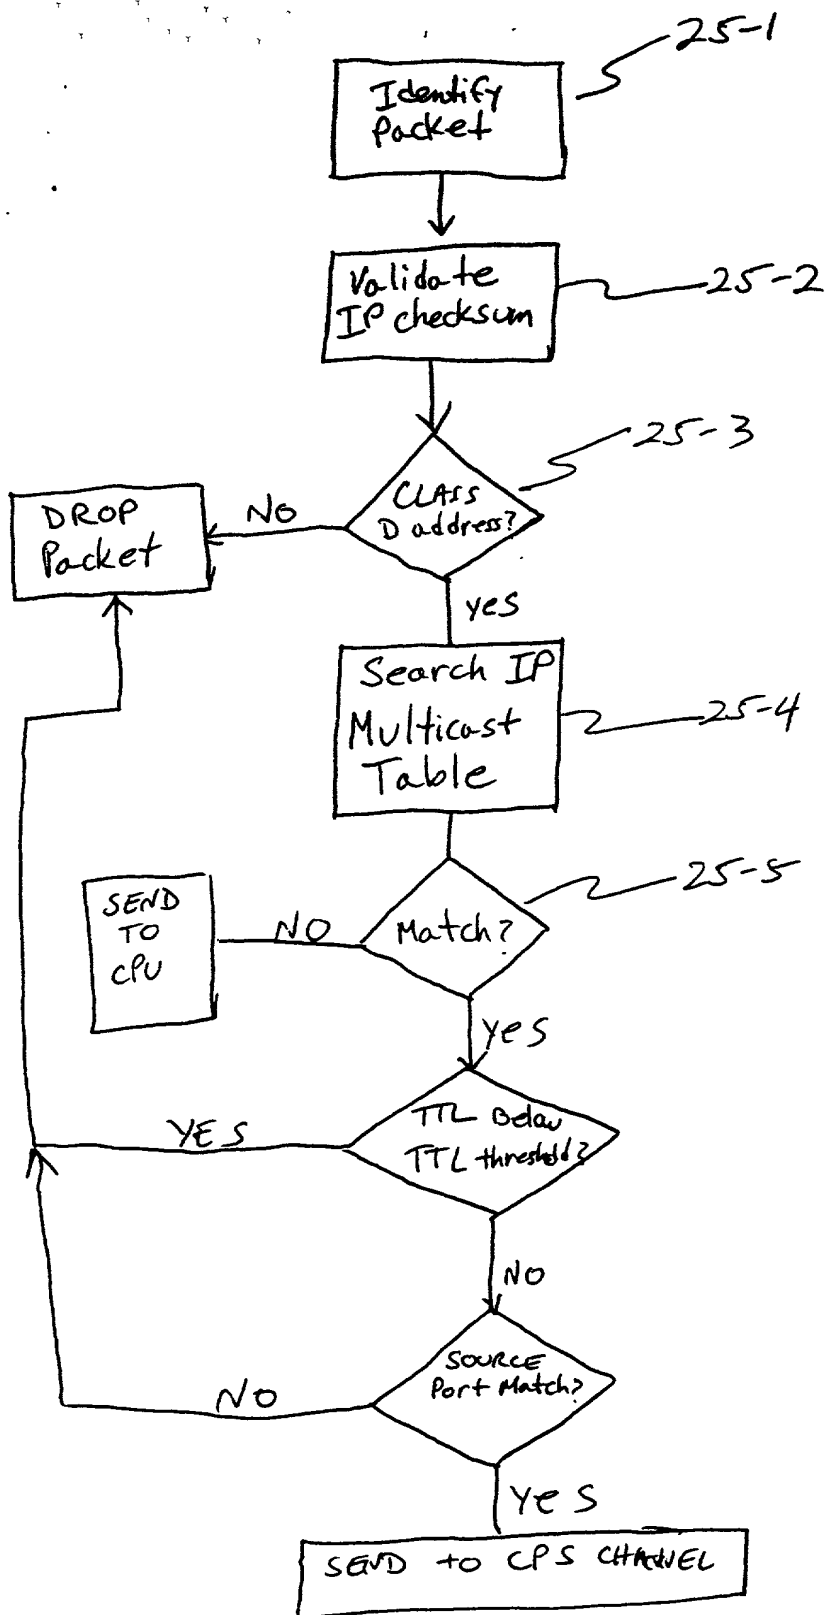 25-1
Identify
Packet
Validate
IP checksum
25-2
25-3
CLASS
D address?
NO
DROP
Packet
yes
Search IP
Multicast
Table
25-4
25-5
Match?
NO
SEND
TO
CPU
yes
TTL Below
TTL threshold?
YES
NO
SOURCE
Port Match?
NO
YES
SEND to CPS CHANNEL